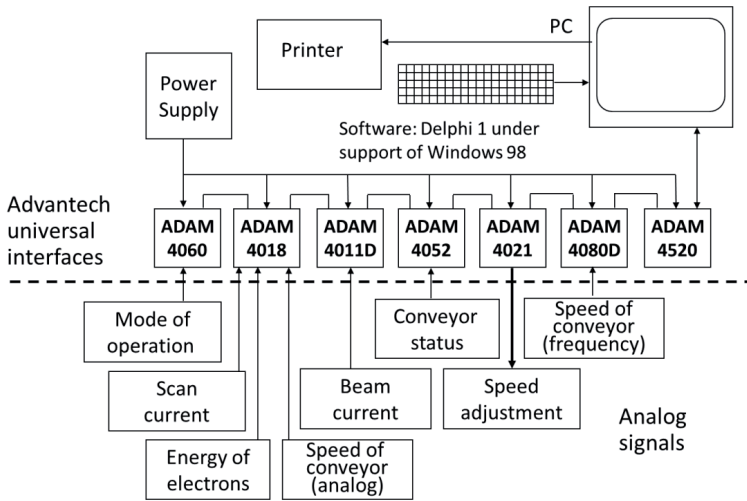 PC
Printer
Power
Supply
Software: Delphi 1 under
support of Windows 98
Advantech
universal
interfaces
ADAM
4060
ADAM
4018
ADAM
4011D
ADAM
4052
ADAM
4021
ADAM
4080D
ADAM
4520
Mode of
operation
Conveyor
status
Speed of
conveyor
(frequency)
Scan
current
Beam
current
Speed
adjustment
Analog
signals
Energy of
electrons
Speed of
conveyor
(analog)